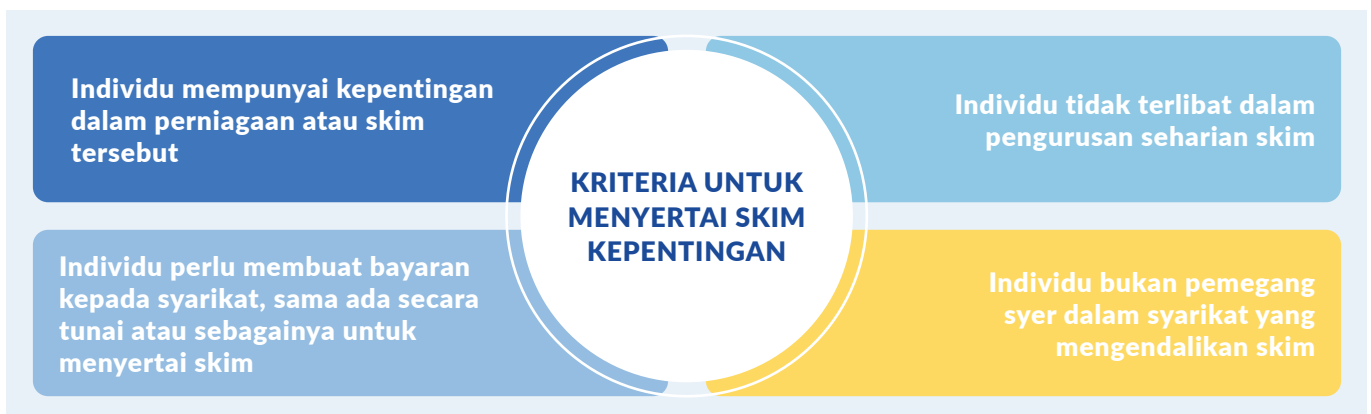 Individu mempunyai kepentingan
dalam perniagaan atau skim
tersebut
Individu tidak terlibat dalam
pengurusan seharian skim
KRITERIA UNTUK
MENYERTAI SKIM
KEPENTINGAN
Individu perlu membuat bayaran
kepada syarikat, sama ada secara
tunai atau sebagainya untuk
menyertai skim
Individu bukan pemegang
syer dalam syarikat yang
mengendalikan skim